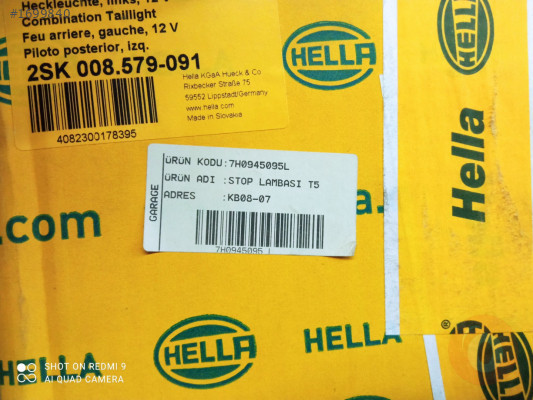 #1699840
Heckleuchte, links, 12 V
Combination Taillight
Feu arriere, gauche, 12 V
Piloto posterior, izq.
2SK 008.579-091
Hella KGaA Hueck & Co
Rixbecker Straße 75
59552 Lippstadt/Germany
www.hella.com
Made in Slovakia
4082300178395
HELLA
Hella
GARAGE
ÜRÜN KODU:7H0945095L
ÜRÜN ADI :STOP LAMBASI T5
ADRES :KB08-07
7H0945095 L
.com
HELLA
HELLA
SHOT ON REDMI 9
AI QUAD CAMERA